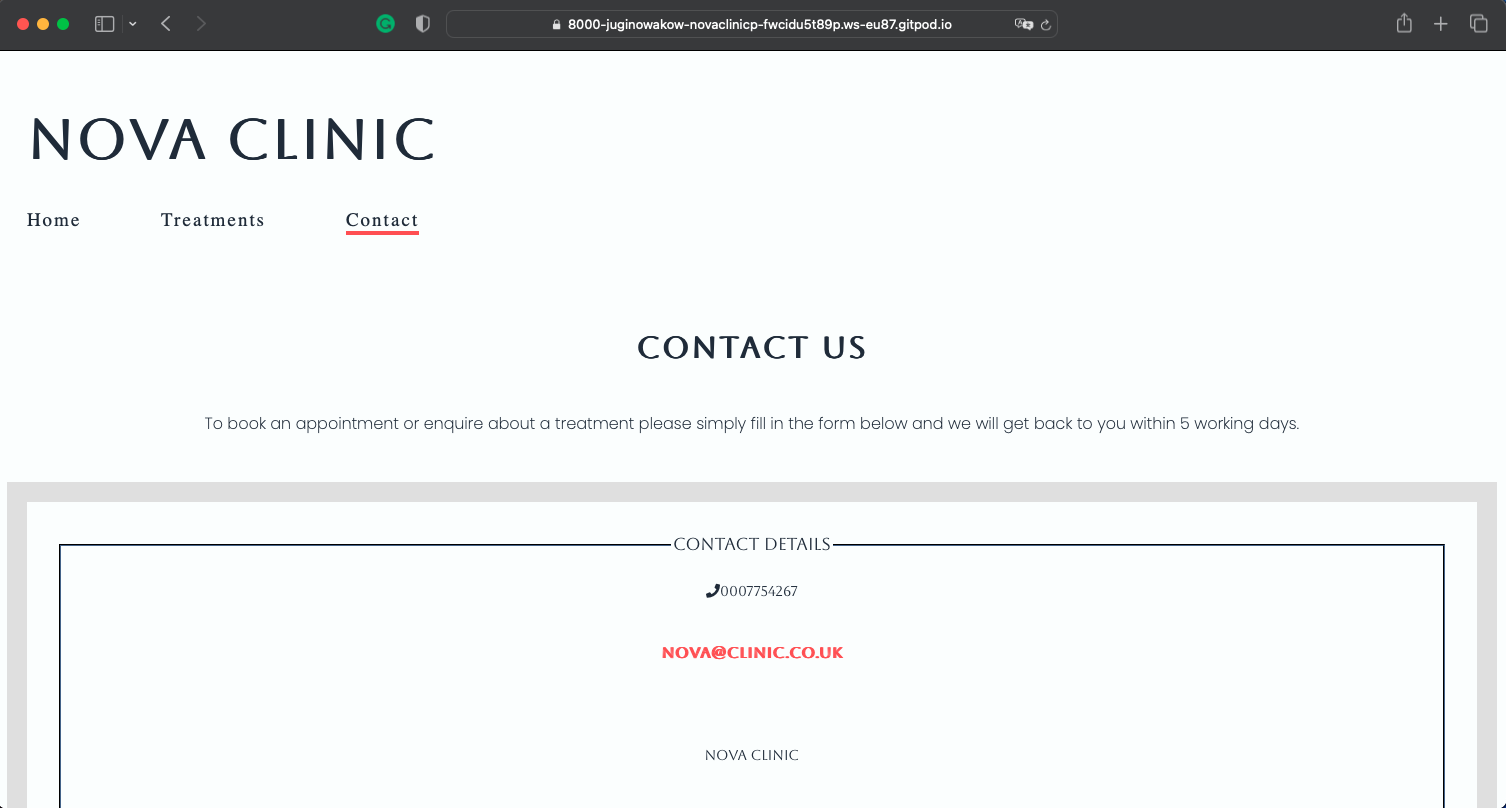 8000-juginowakow-novaclinicp-fwcidu5t89p.ws-eu87.gitpod.io
NOVA CLINIC
Home Treatments Contact
CONTACT US
To book an appointment or enquire about a treatment please simply fill in the form below and we will get back to you within 5 working days.
CONTACT DETAILS
0007754267
NOVA@CLINIC.CO.UK
NOVA CLINIC